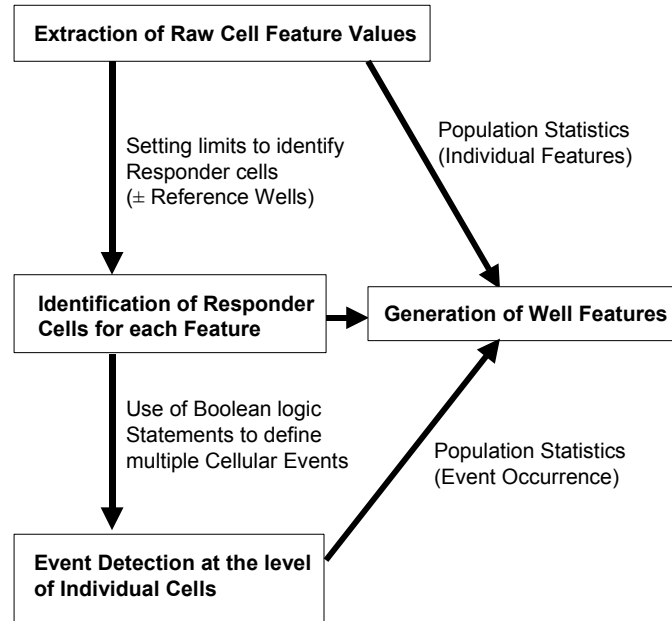 Extraction of Raw Cell Feature Values
Setting limits to identify
Responder cells
(± Reference Wells)
Population Statistics
(Individual Features)
Identification of Responder
Cells for each Feature
Generation of Well Features
Use of Boolean logic
Statements to define
multiple Cellular Events
Population Statistics
(Event Occurrence)
Event Detection at the level
of Individual Cells